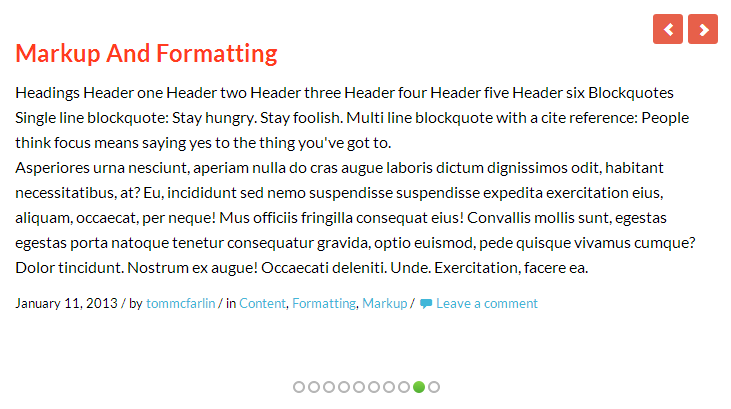 Markup And Formatting
Headings Header one Header two Header three Header four Header five Header six Blockquotes
Single line blockquote: Stay hungry. Stay foolish. Multi line blockquote with a cite reference: People
think focus means saying yes to the thing you've got to.
Asperiores urna nesciunt, aperiam nulla do cras augue laboris dictum dignissimos odit, habitant
necessitatibus, at? Eu, incididunt sed nemo suspendisse suspendisse expedita exercitation eius,
aliquam, occaecat, per neque! Mus officiis fringilla consequat eius! Convallis mollis sunt, egestas
egestas porta natoque tenetur consequatur gravida, optio euismod, pede quisque vivamus cumque?
Dolor tincidunt. Nostrum ex augue! Occaecati deleniti. Unde. Exercitation, facere ea.
January 11, 2013 / by tommcfarlin / in Content, Formatting, Markup / Leave a comment